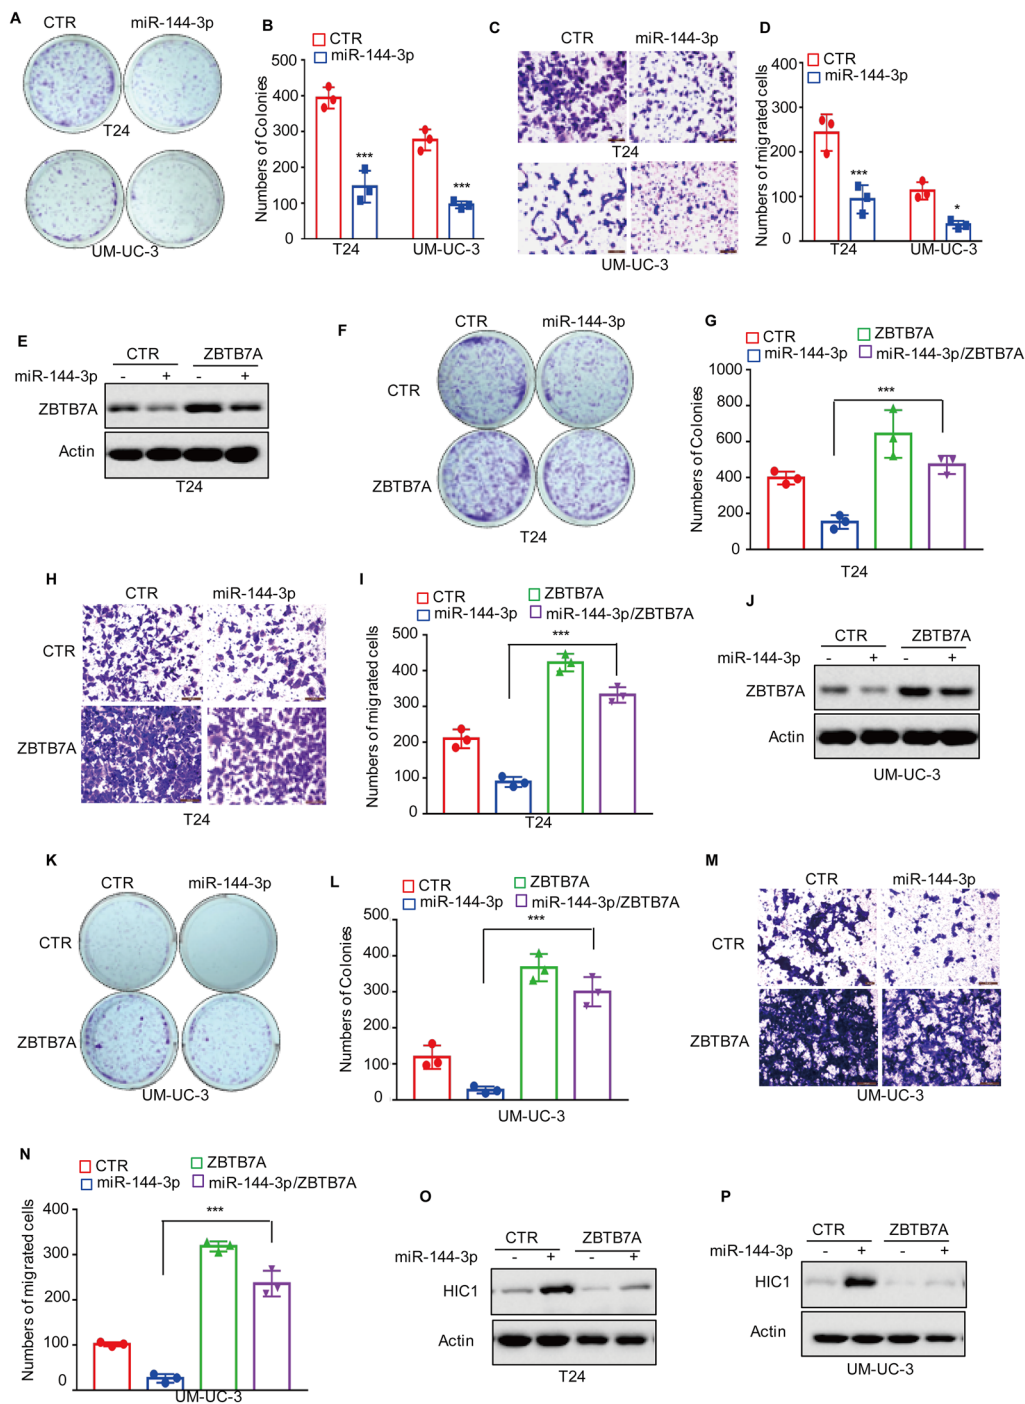 A
CTR
miR-144-3p
T24
UM-UC-3
B
CTR
miR-144-3p
Numbers of Colonies
500
400
300
200
100
0
***
***
T24
UM-UC-3
C
CTR
miR-144-3p
T24
UM-UC-3
D
CTR
miR-144-3p
Numbers of migrated cells
400
300
200
100
0
***
*
T24
UM-UC-3
E
CTR
ZBTB7A
miR-144-3p
-
+
-
+
ZBTB7A
Actin
T24
F
CTR
miR-144-3p
CTR
ZBTB7A
T24
G
CTR
ZBTB7A
miR-144-3p
miR-144-3p/ZBTB7A
Numbers of Colonies
1000
800
600
400
200
0
***
T24
H
CTR
miR-144-3p
CTR
ZBTB7A
T24
I
CTR
ZBTB7A
miR-144-3p
miR-144-3p/ZBTB7A
Numbers of migrated cells
500
400
300
200
100
0
***
T24
J
CTR
ZBTB7A
miR-144-3p
-
+
-
+
ZBTB7A
Actin
UM-UC-3
K
CTR
miR-144-3p
CTR
ZBTB7A
UM-UC-3
L
CTR
ZBTB7A
miR-144-3p
miR-144-3p/ZBTB7A
Numbers of Colonies
500
400
300
200
100
0
***
UM-UC-3
M
CTR
miR-144-3p
CTR
ZBTB7A
UM-UC-3
N
CTR
ZBTB7A
miR-144-3p
miR-144-3p/ZBTB7A
Numbers of migrated cells
400
300
200
100
0
***
UM-UC-3
O
CTR
ZBTB7A
miR-144-3p
-
+
-
+
HIC1
Actin
T24
P
CTR
ZBTB7A
miR-144-3p
-
+
-
+
HIC1
Actin
UM-UC-3